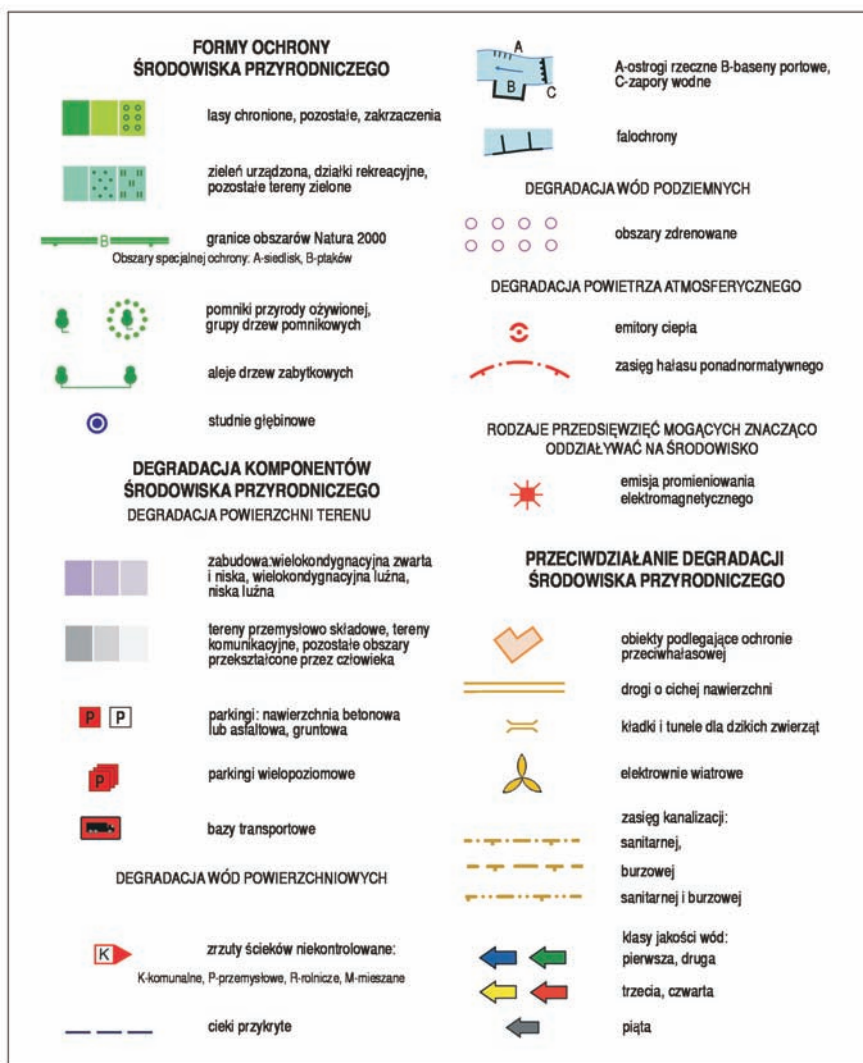 FORMY OCHRONY
ŚRODOWISKA PRZYRODNICZEGO
lasy chronione, pozostałe, zakrzaczenia
zieleń urządzona, działki rekreacyjne,
pozostałe tereny zielone
B
granice obszarów Natura 2000
Obszary specjalnej ochrony: A-siedlisk, B-ptaków
pomniki przyrody ożywionej,
grupy drzew pomnikowych
aleje drzew zabytkowych
studnie głębinowe
DEGRADACJA KOMPONENTÓW
ŚRODOWISKA PRZYRODNICZEGO
DEGRADACJA POWIERZCHNI TERENU
zabudowa:wielokondygnacyjna zwarta
i niska, wielokondygnacyjna luźna,
niska luźna
tereny przemysłowo składowe, tereny
komunikacyjne, pozostałe obszary
przekształcone przez człowieka
P P
parkingi: nawierzchnia betonowa
lub asfaltowa, gruntowa
P
parkingi wielopoziomowe
bazy transportowe
DEGRADACJA WÓD POWIERZCHNIOWYCH
K
zrzuty ścieków niekontrolowane:
K-komunalne, P-przemysłowe, R-rolnicze, M-mieszane
cieki przykryte
A
B
C
A-ostrogi rzeczne B-baseny portowe,
C-zapory wodne
falochrony
DEGRADACJA WÓD PODZIEMNYCH
obszary zdrenowane
DEGRADACJA POWIETRZA ATMOSFERYCZNEGO
emitory ciepła
zasięg hałasu ponadnormatywnego
RODZAJE PRZEDSIĘWZIĘĆ MOGĄCYCH ZNACZĄCO
ODDZIAŁYWAĆ NA ŚRODOWISKO
emisja promieniowania
elektromagnetycznego
PRZECIWDZIAŁANIE DEGRADACJI
ŚRODOWISKA PRZYRODNICZEGO
obiekty podlegające ochronie
przeciwhałasowej
drogi o cichej nawierzchni
kładki i tunele dla dzikich zwierząt
elektrownie wiatrowe
zasięg kanalizacji:
sanitarnej,
burzowej
sanitarnej i burzowej
klasy jakości wód:
pierwsza, druga
trzecia, czwarta
piąta